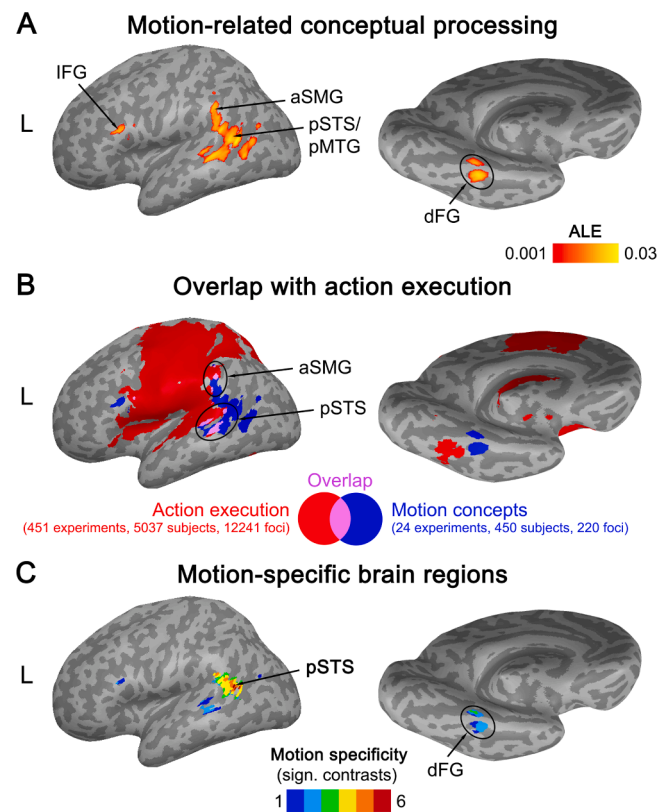 A Motion-related conceptual processing
IFG
aSMG
L
pSTS/
pMTG
dFG
ALE
0.001 0.03
B Overlap with action execution
aSMG
L
pSTS
Overlap
Action execution Motion concepts
(451 experiments, 5037 subjects, 12241 foci) (24 experiments, 450 subjects, 220 foci)
C Motion-specific brain regions
L
pSTS
Motion specificity
(sign. contrasts)
dFG
1 6